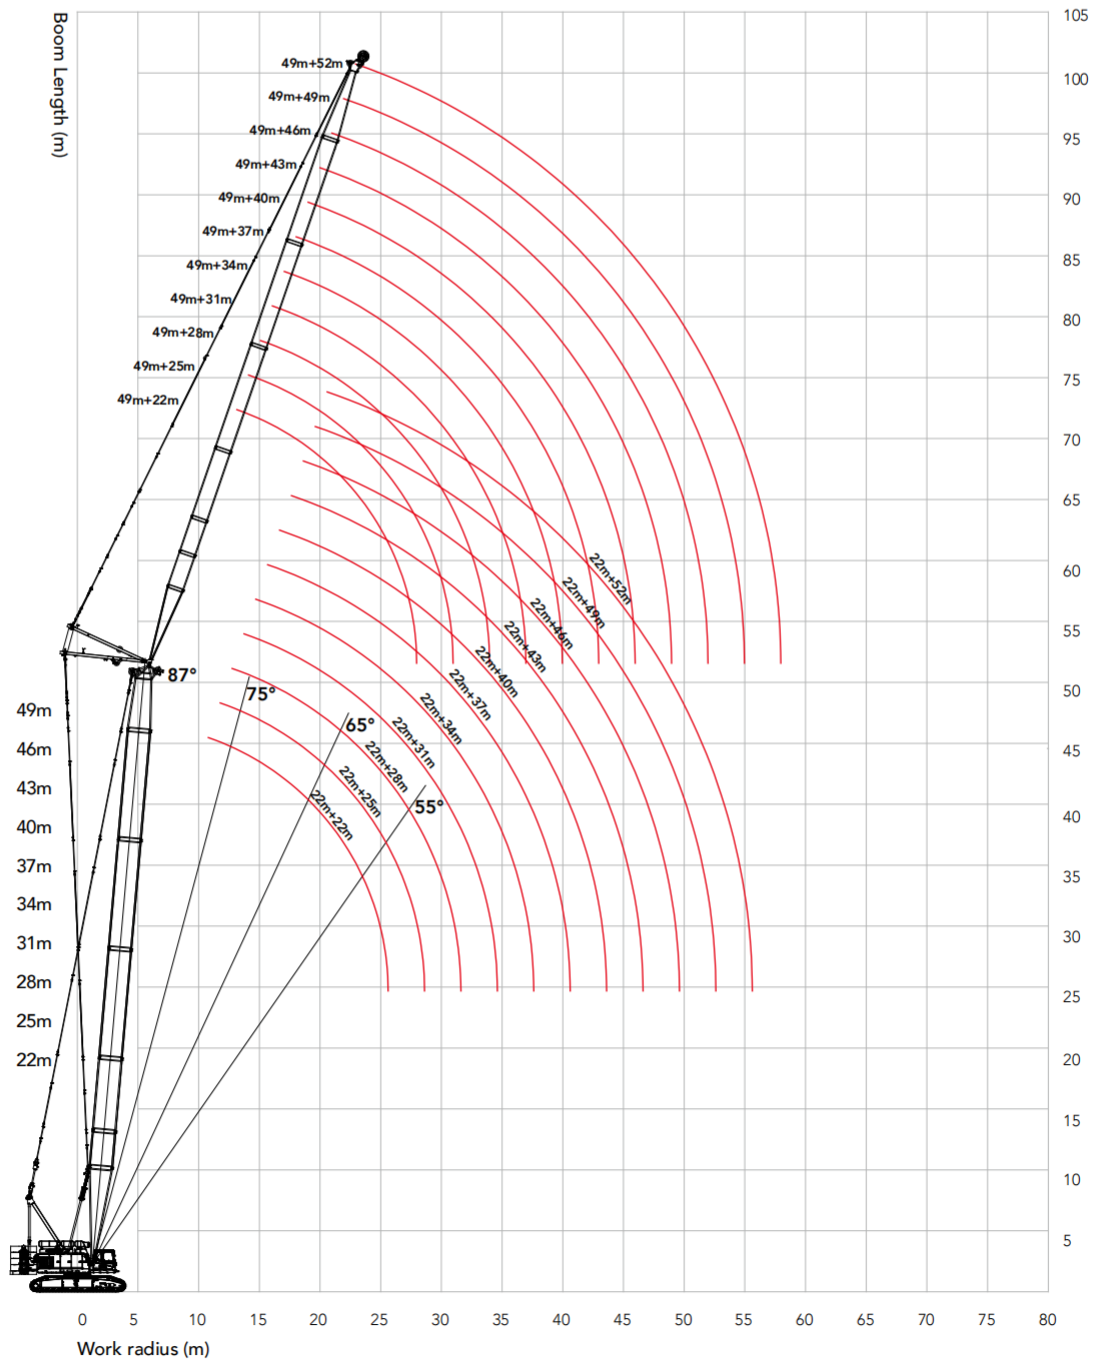 Boom Length (m)
105
100
95
90
85
80
75
70
65
60
55
50
45
40
35
30
25
20
15
10
5
49m+52m
49m+49m
49m+46m
49m+43m
49m+40m
49m+37m
49m+34m
49m+31m
49m+28m
49m+25m
49m+22m
22m+52m
22m+49m
22m+46m
22m+43m
22m+40m
22m+37m
22m+34m
22m+31m
22m+28m
22m+25m
22m+22m
87°
75°
65°
55°
49m
46m
43m
40m
37m
34m
31m
28m
25m
22m
0 5 10 15 20 25 30 35 40 45 50 55 60 65 70 75 80
Work radius (m)